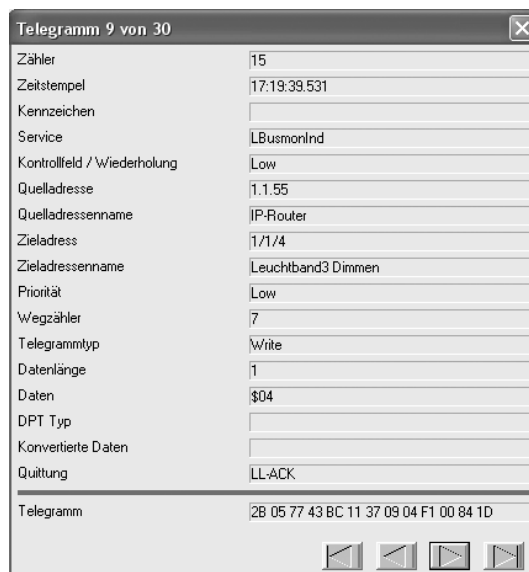 Telegramm 9 von 30
Zähler 15
Zeitstempel 17:19:39.531
Kennzeichen
Service LBusmonInd
Kontrollfeld / Wiederholung Low
Quelladresse 1.1.55
Quelladressenname IP-Router
Zieladress 1/1/4
Zieladressenname Leuchtband3 Dimmen
Priorität Low
Wegzähler 7
Telegrammtyp Write
Datenlänge 1
Daten $04
DPT Typ
Konvertierte Daten
Quittung LL-ACK
Telegramm 2B 05 77 43 BC 11 37 09 04 F1 00 84 1D